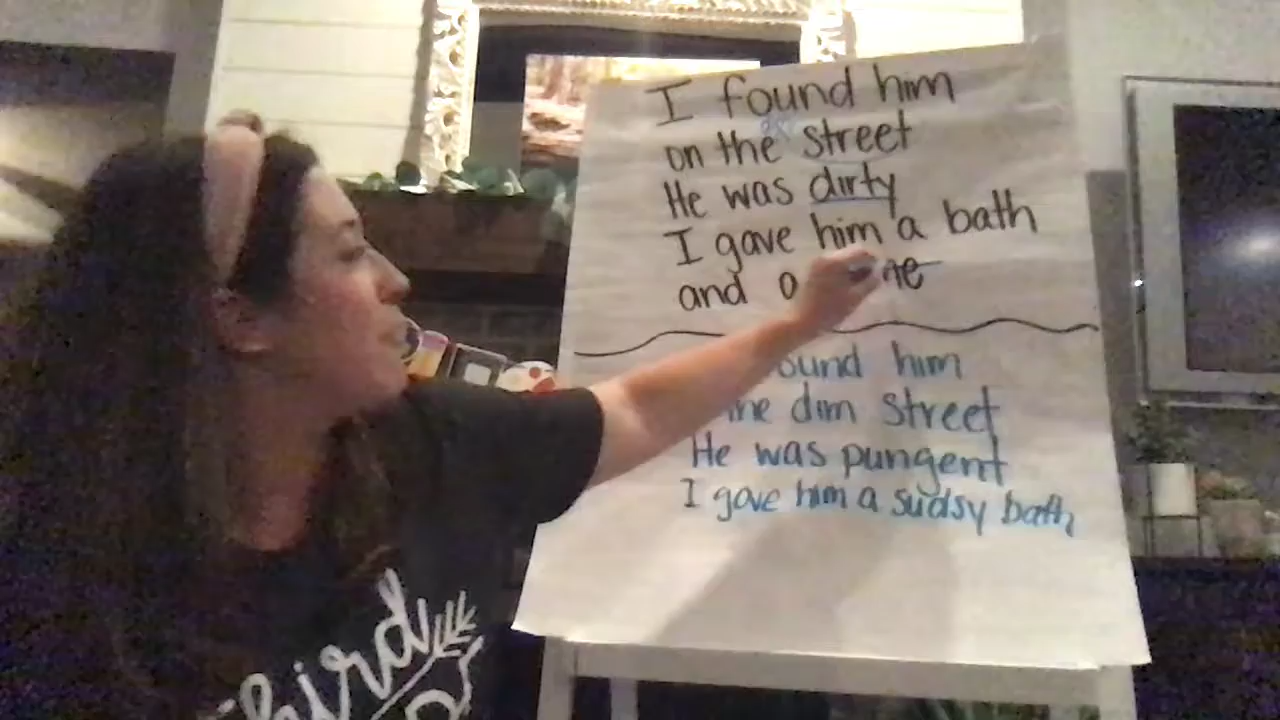 I found him
on the street
He was dirty
I gave him a bath
and a
him
dim street
He was pungent
I gave him a sudsy bath
Third